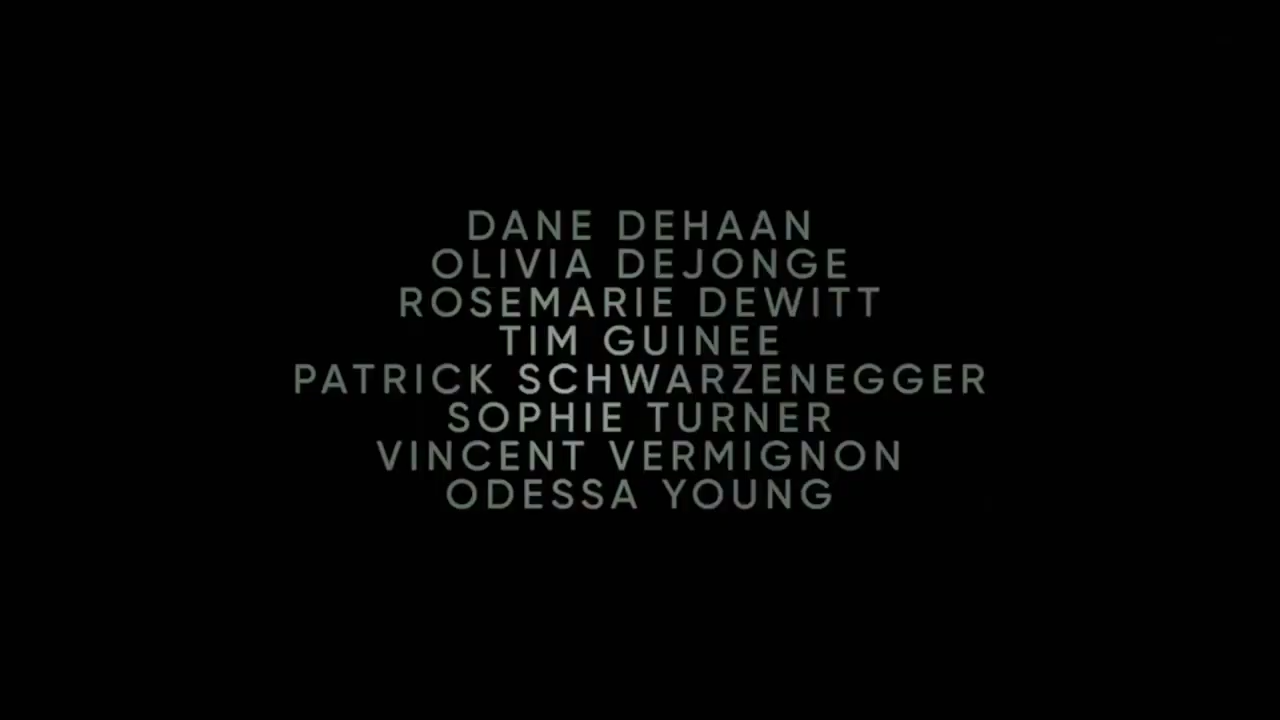 DANE DEHAAN
OLIVIA DEJONGE
ROSEMARIE DEWITT
TIM GUINEE
PATRICK SCHWARZENEGGER
SOPHIE TURNER
VINCENT VERMIGNON
ODESSA YOUNG